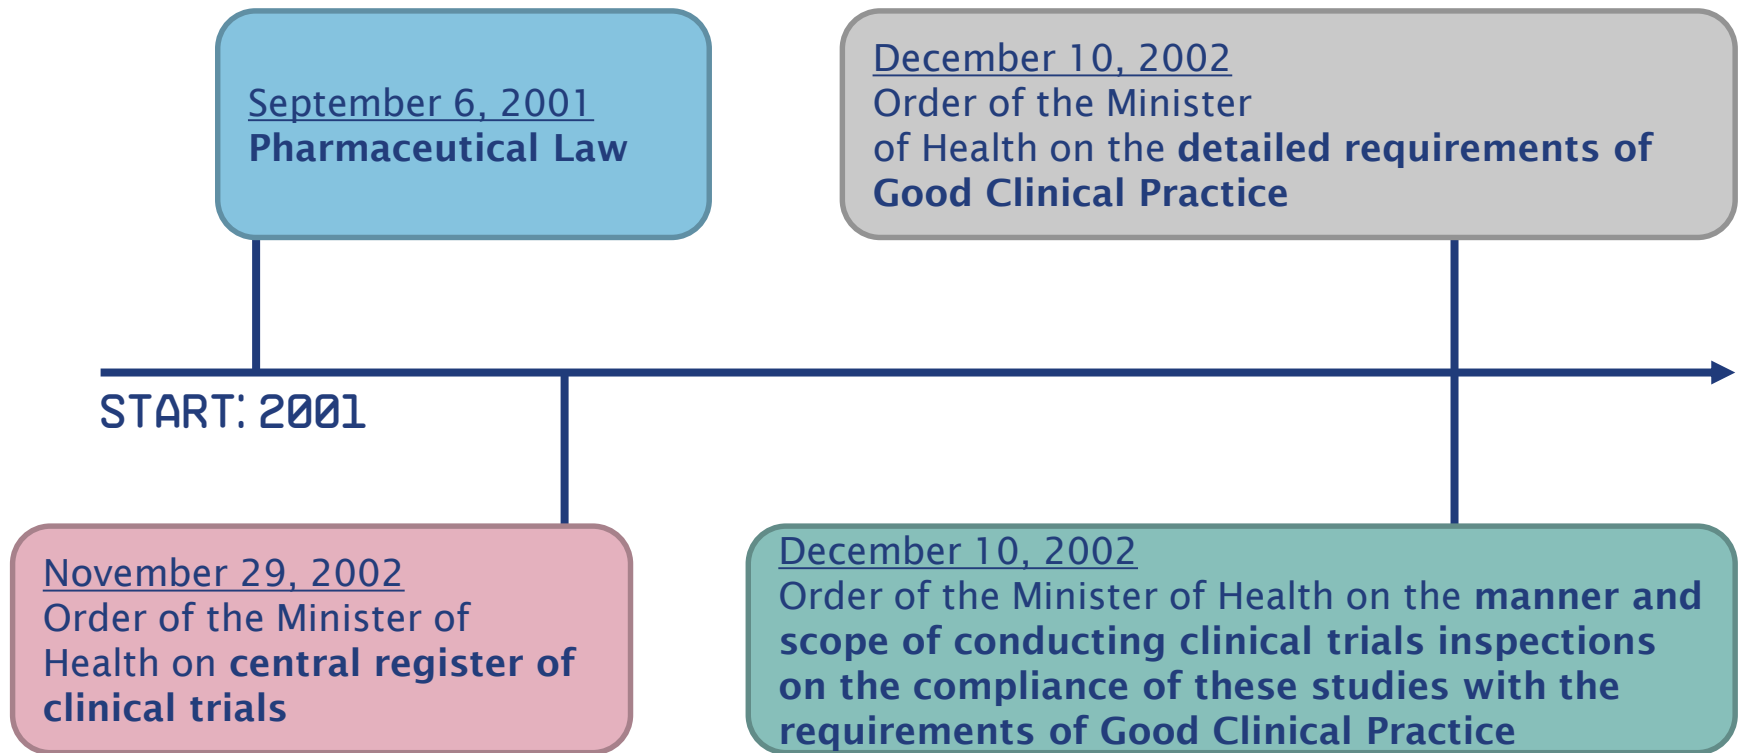 September 6, 2001
Pharmaceutical Law
December 10, 2002
Order of the Minister
of Health on the detailed requirements of
Good Clinical Practice
START: 2001
November 29, 2002
Order of the Minister of
Health on central register of
clinical trials
December 10, 2002
Order of the Minister of Health on the manner and
scope of conducting clinical trials inspections
on the compliance of these studies with the
requirements of Good Clinical Practice